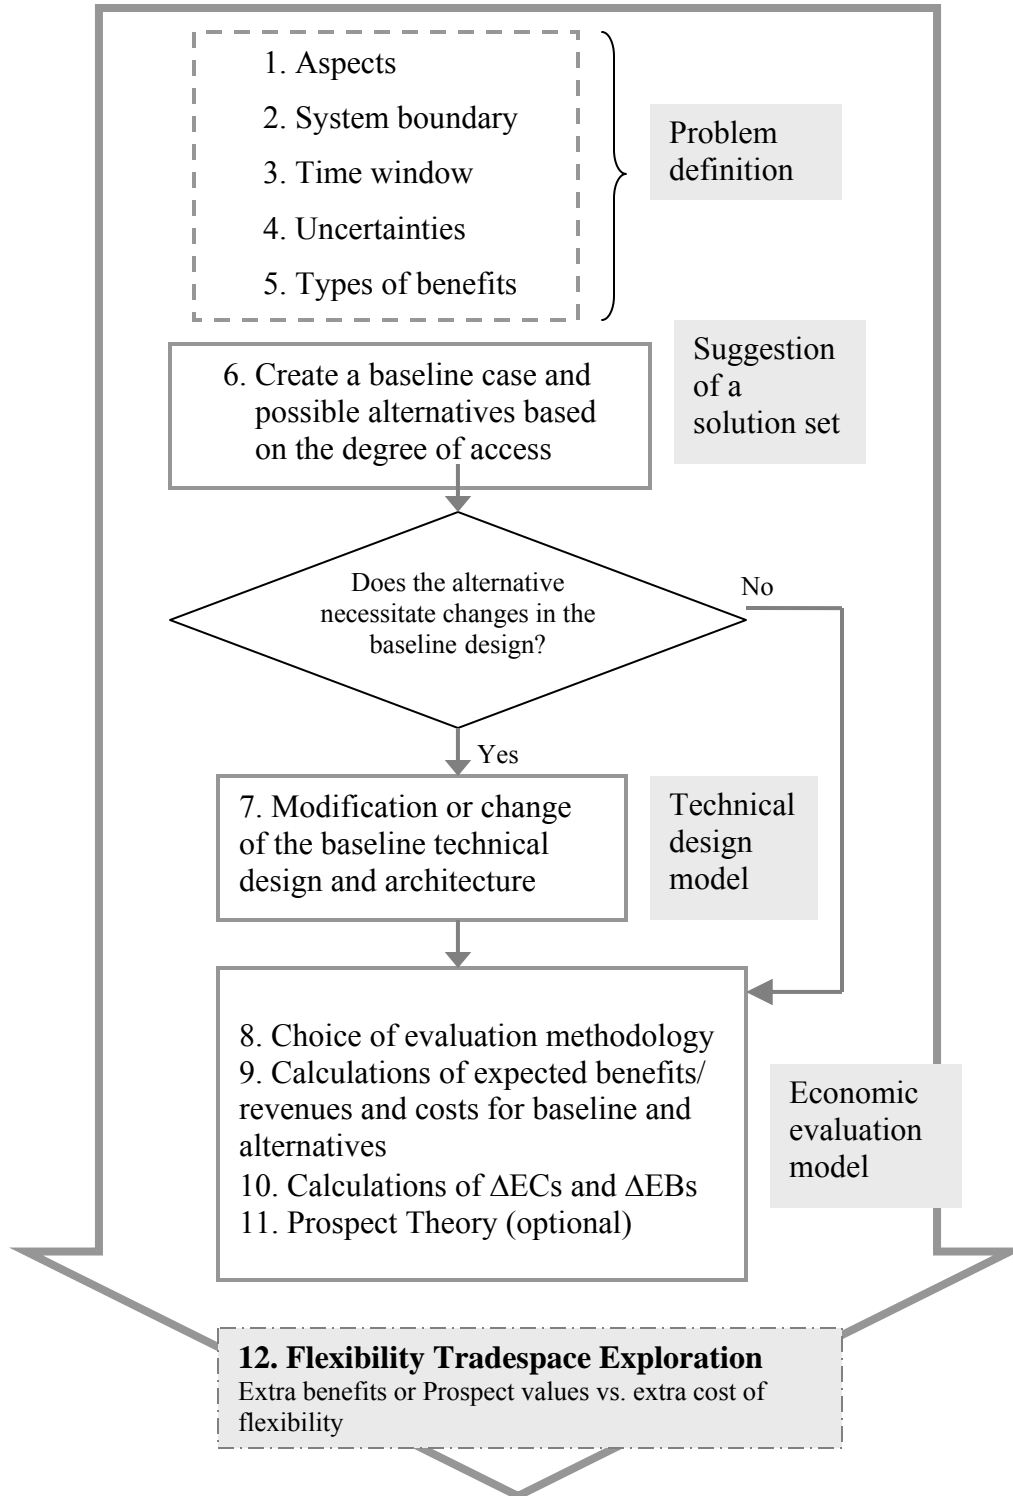 1. Aspects
2. System boundary
3. Time window
4. Uncertainties
5. Types of benefits
Problem
definition
6. Create a baseline case and
possible alternatives based
on the degree of access
Suggestion
of a
solution set
Does the alternative
necessitate changes in the
baseline design?
No
Yes
7. Modification or change
of the baseline technical
design and architecture
Technical
design
model
8. Choice of evaluation methodology
9. Calculations of expected benefits/
revenues and costs for baseline and
alternatives
10. Calculations of ΔECs and ΔEBs
11. Prospect Theory (optional)
Economic
evaluation
model
12. Flexibility Tradespace Exploration
Extra benefits or Prospect values vs. extra cost of
flexibility